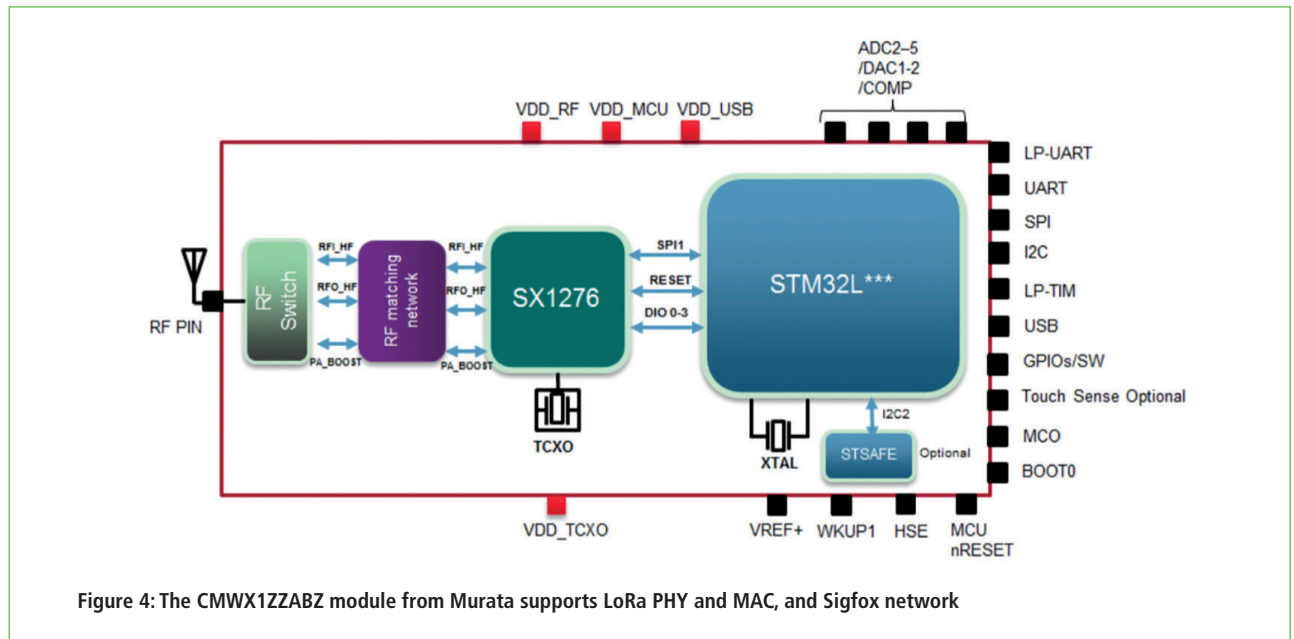 ADC2–5
/DAC1-2
/COMP
VDD_RF VDD_MCU VDD_USB
LP-UART
UART
SPI
I2C
LP-TIM
USB
GPIOs/SW
Touch Sense Optional
MCO
BOOT0
RF PIN
RF
Switch
RFI_HF
RFO_HF
PA_BOOST
RF matching
network
RFI_HF
RFO_HF
PA_BOOST
SX1276
TCXO
SPI1
RESET
DIO 0-3
STM32L***
XTAL
I2C2
STSAFE
Optional
VDD_TCXO
VREF+
WKUP1
HSE
MCU
nRESET
Figure 4: The CMWX1ZZABZ module from Murata supports LoRa PHY and MAC, and Sigfox network